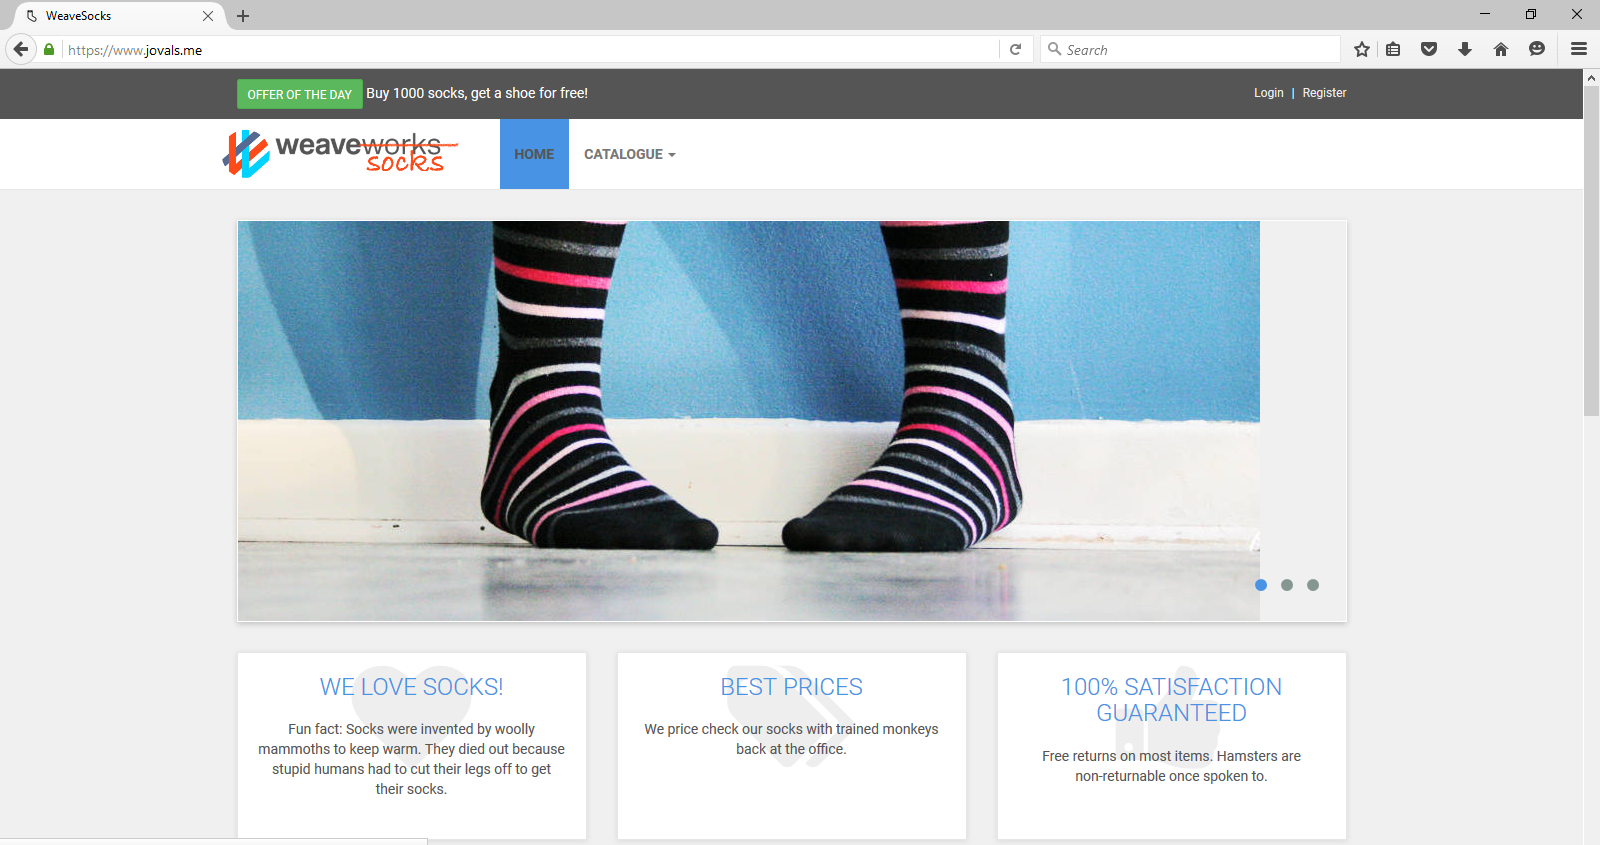 WeaveSocks
https://www.jovals.me
Search
OFFER OF THE DAY Buy 1000 socks, get a shoe for free!
Login | Register
weaveworks
socks
HOME
CATALOGUE
WE LOVE SOCKS!
Fun fact: Socks were invented by woolly
mammoths to keep warm. They died out because
stupid humans had to cut their legs off to get
their socks.
BEST PRICES
We price check our socks with trained monkeys
back at the office.
100% SATISFACTION
GUARANTEED
Free returns on most items. Hamsters are
non-returnable once spoken to.